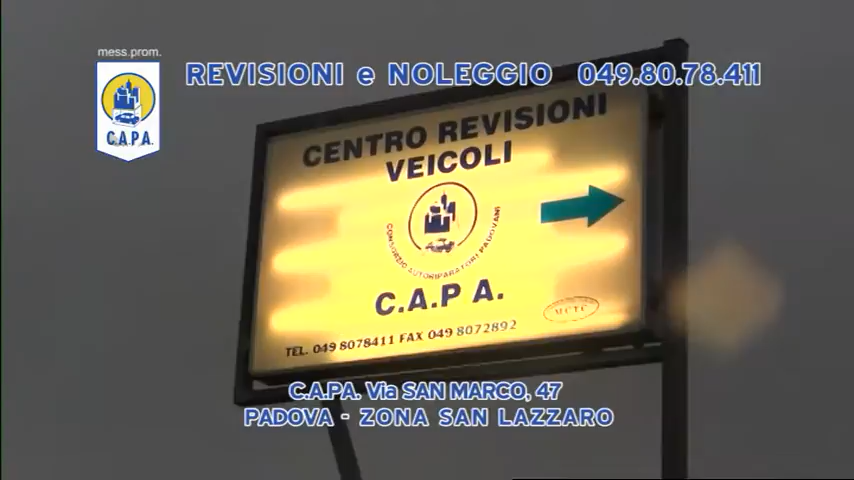 mess.prom.
REVISIONI e NOLEGGIO 049.80.78.411
C.A.P.A.
CENTRO REVISIONI
VEICOLI
CONSORZIO AUTORIPARATORI PADOVANI
C.A.P A.
MCTC
TEL. 049 8078411 FAX 049 8072892
C.A.P.A. Via SAN MARCO, 47
PADOVA - ZONA SAN LAZZARO